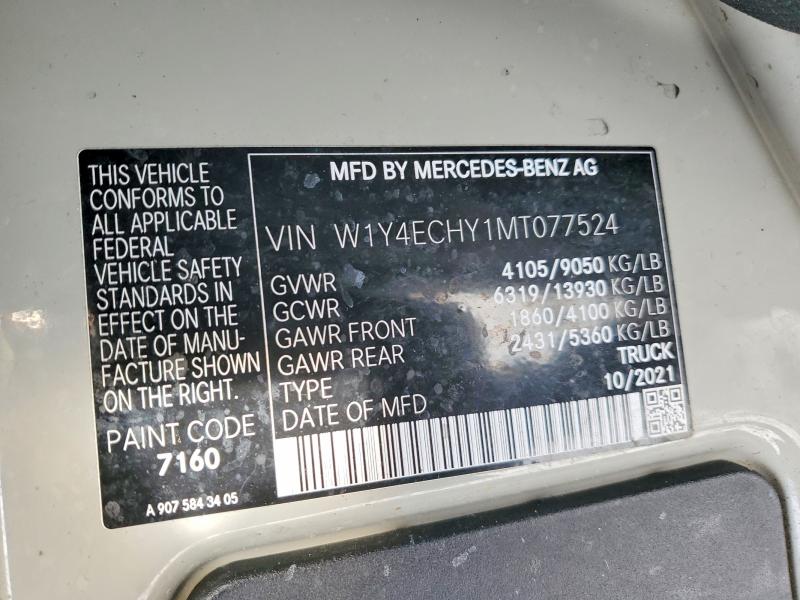 THIS VEHICLE
CONFORMS TO
ALL APPLICABLE
FEDERAL
VEHICLE SAFETY
STANDARDS IN
EFFECT ON THE
DATE OF MANU-
FACTURE SHOWN
ON THE RIGHT.
PAINT CODE
7160
A 907 584 34 05
MFD BY MERCEDES-BENZ AG
VIN W1Y4ECHY1MT077524
GVWR 4105/9050 KG/LB
GCWR 6319/13930 KG/LB
GAWR FRONT 1860/4100 KG/LB
GAWR REAR 2431/5360 KG/LB
TYPE TRUCK
DATE OF MFD 10/2021